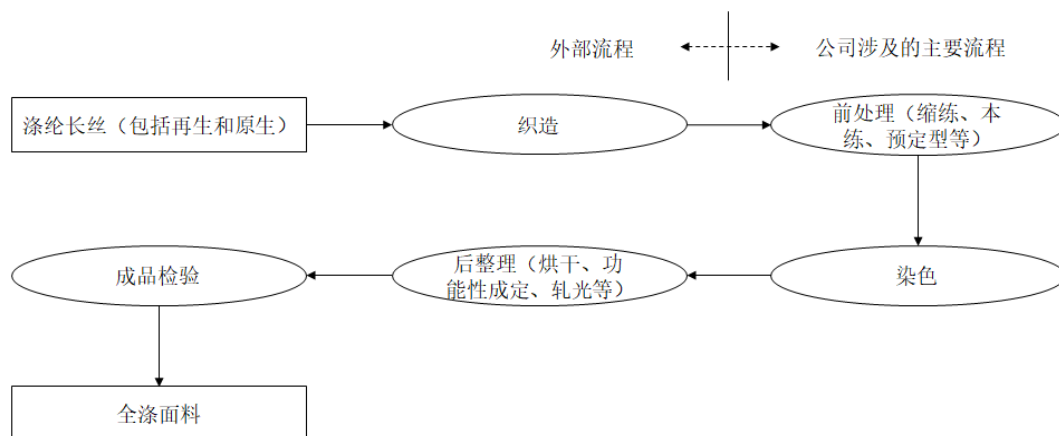 外部流程
公司涉及的主要流程
涤纶长丝（包括再生和原生）
织造
前处理（缩练、本
练、预定型等）
成品检验
后整理（烘干、功
能性成定、轧光等）
染色
全涤面料